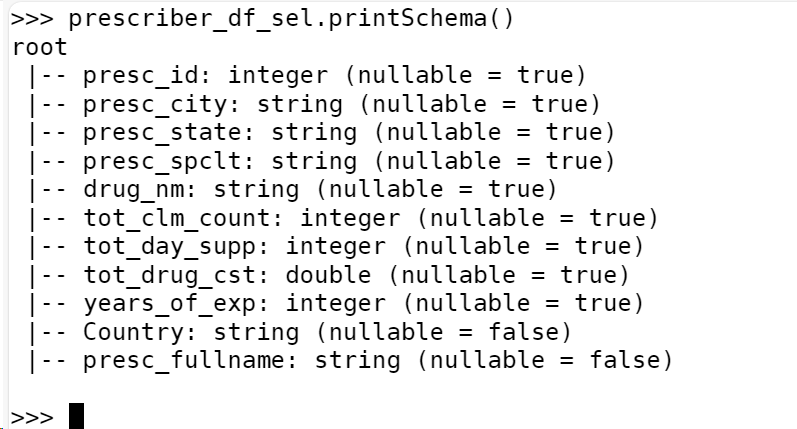 >>> prescriber_df_sel.printSchema()
root
 |-- presc_id: integer (nullable = true)
 |-- presc_city: string (nullable = true)
 |-- presc_state: string (nullable = true)
 |-- presc_spclt: string (nullable = true)
 |-- drug_nm: string (nullable = true)
 |-- tot_clm_count: integer (nullable = true)
 |-- tot_day_supp: integer (nullable = true)
 |-- tot_drug_cst: double (nullable = true)
 |-- years_of_exp: integer (nullable = true)
 |-- Country: string (nullable = false)
 |-- presc_fullname: string (nullable = false)
>>>